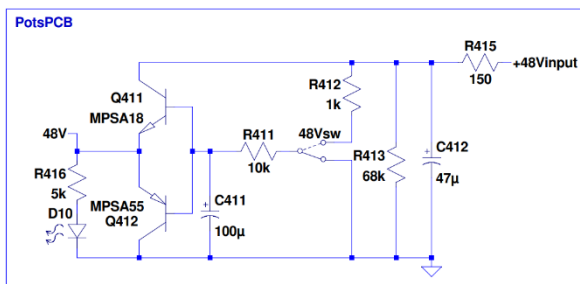 PotsPCB
R415
+48Vinput
150
R412
1k
Q411
MPSA18
48V
R411
10k
48Vsw
R413
68k
C412
47µ
R416
5k
D10
MPSA55
Q412
C411
100µ
+
+